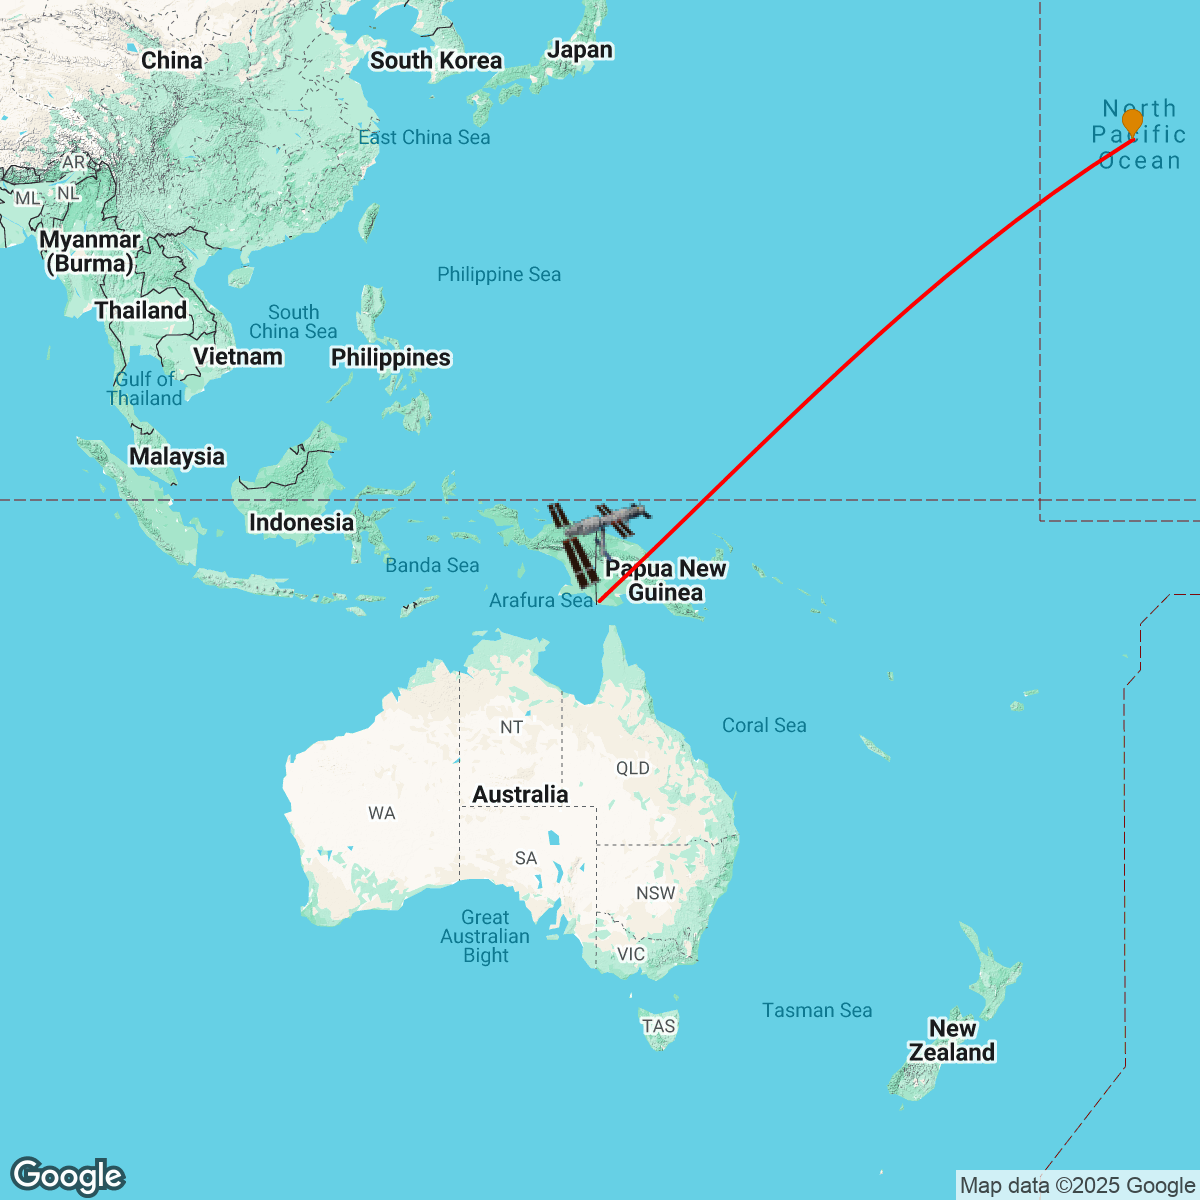 China
South Korea
Japan
North
Pacific
Ocean
East China Sea
AR
ML
NL
Myanmar
(Burma)
Philippine Sea
Thailand
South
China Sea
Vietnam
Philippines
Gulf of
Thailand
Malaysia
Indonesia
Banda Sea
Papua New
Guinea
Arafura Sea
Coral Sea
NT
QLD
Australia
WA
SA
NSW
Great
Australian
Bight
VIC
Tasman Sea
TAS
New
Zealand
Google
Map data ©2025 Google